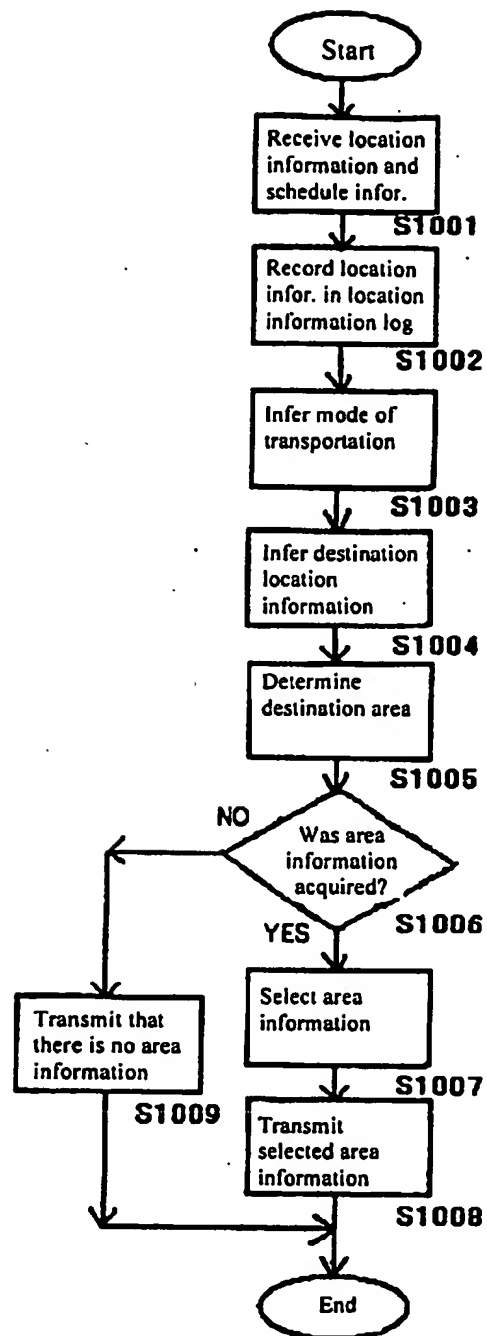 Start
Receive location
information and
schedule infor.
S1001
Record location
infor. in location
information log
S1002
Infer mode of
transportation
S1003
Infer destination
location
information
S1004
Determine
destination area
S1005
NO
Was area
information
acquired?
S1006
YES
Select area
information
S1007
Transmit that
there is no area
information
S1009
Transmit
selected area
information
S1008
End